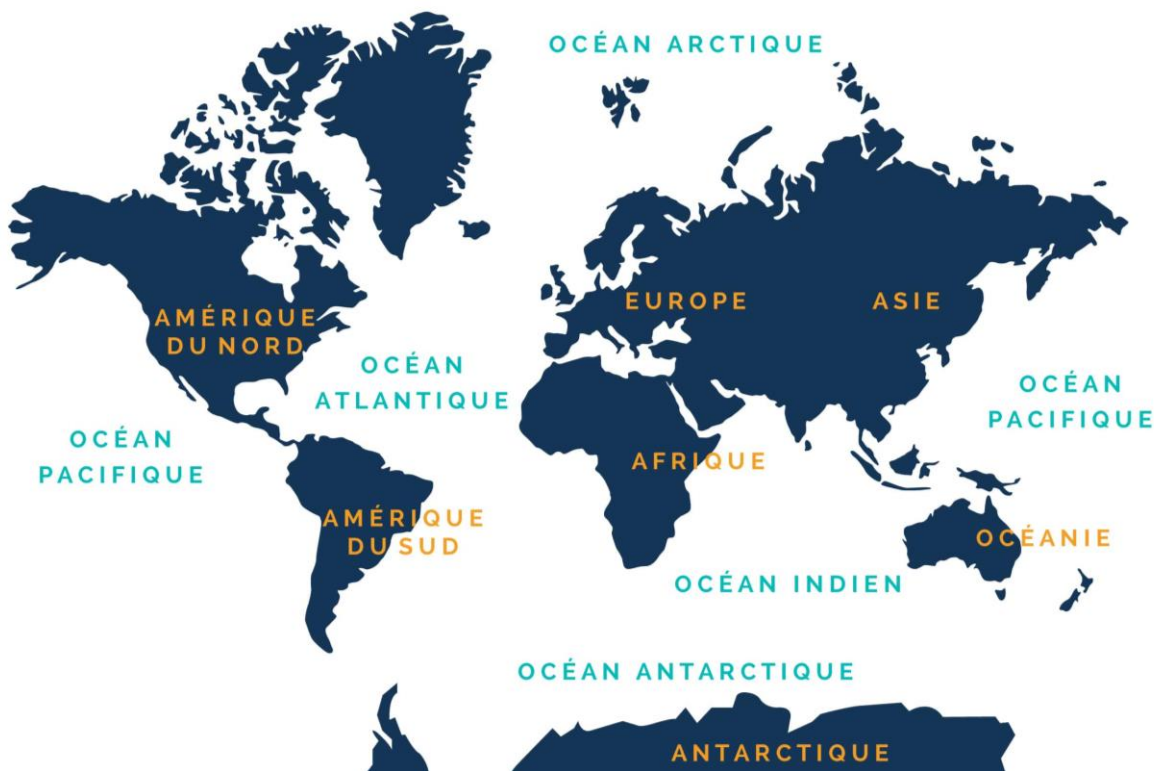 OCÉAN ARCTIQUE
AMÉRIQUE
DU NORD
EUROPE
ASIE
OCÉAN
ATLANTIQUE
OCÉAN
PACIFIQUE
OCÉAN
PACIFIQUE
AFRIQUE
AMÉRIQUE
DU SUD
OCÉANIE
OCÉAN INDIEN
OCÉAN ANTARCTIQUE
ANTARCTIQUE